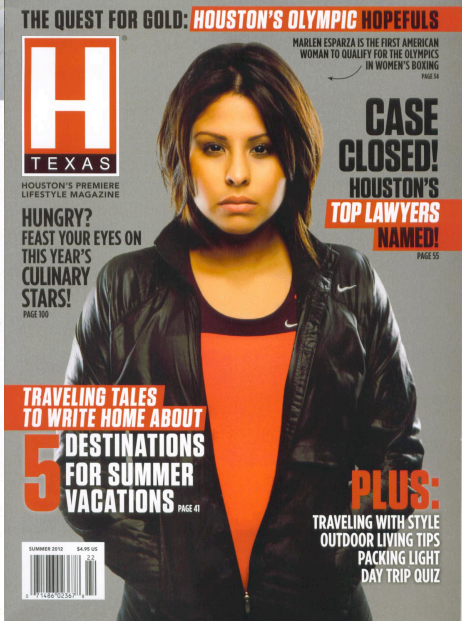 THE QUEST FOR GOLD: HOUSTON'S OLYMPIC HOPEFULS
MARLEN ESPARZA IS THE FIRST AMERICAN
WOMAN TO QUALIFY FOR THE OLYMPICS
IN WOMEN'S BOXING
PAGE 34
H
®
TEXAS
HOUSTON'S PREMIERE
LIFESTYLE MAGAZINE
CASE
CLOSED!
HOUSTON'S
TOP LAWYERS
NAMED!
PAGE 55
HUNGRY?
FEAST YOUR EYES ON
THIS YEAR'S
CULINARY
STARS!
PAGE 100
TRAVELING TALES
TO WRITE HOME ABOUT
5 DESTINATIONS
FOR SUMMER
VACATIONS PAGE 41
PLUS:
TRAVELING WITH STYLE
OUTDOOR LIVING TIPS
PACKING LIGHT
DAY TRIP QUIZ
SUMMER 2012 $4.95 US
22